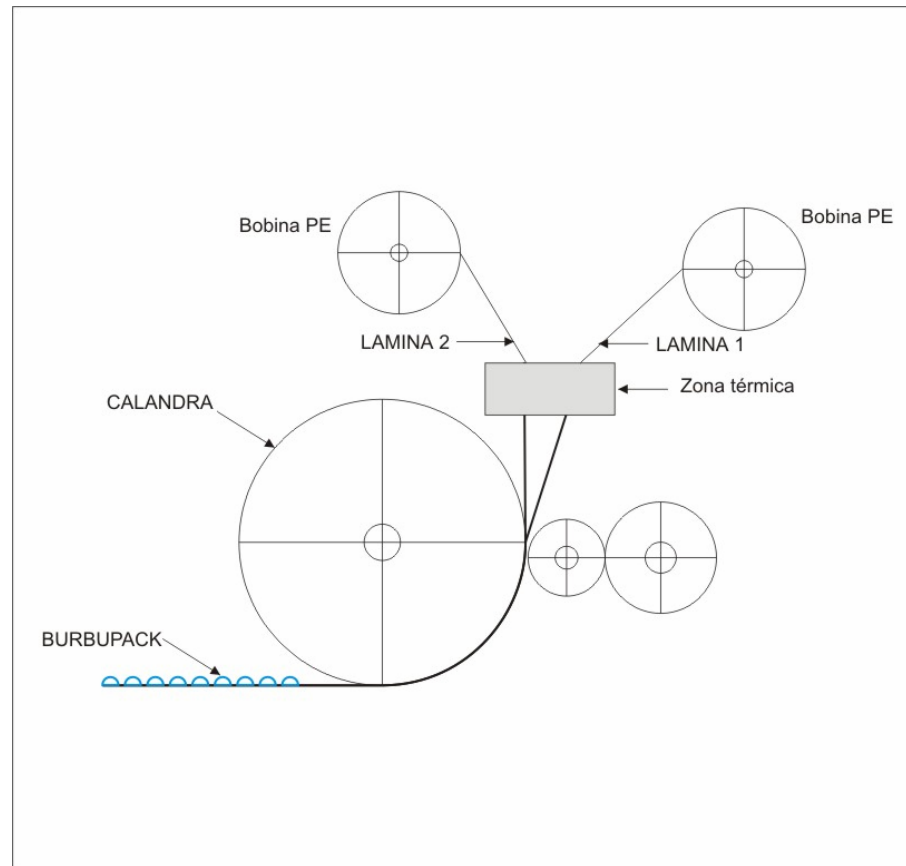 Bobina PE
Bobina PE
LAMINA 2
LAMINA 1
Zona térmica
CALANDRA
BURBUPACK